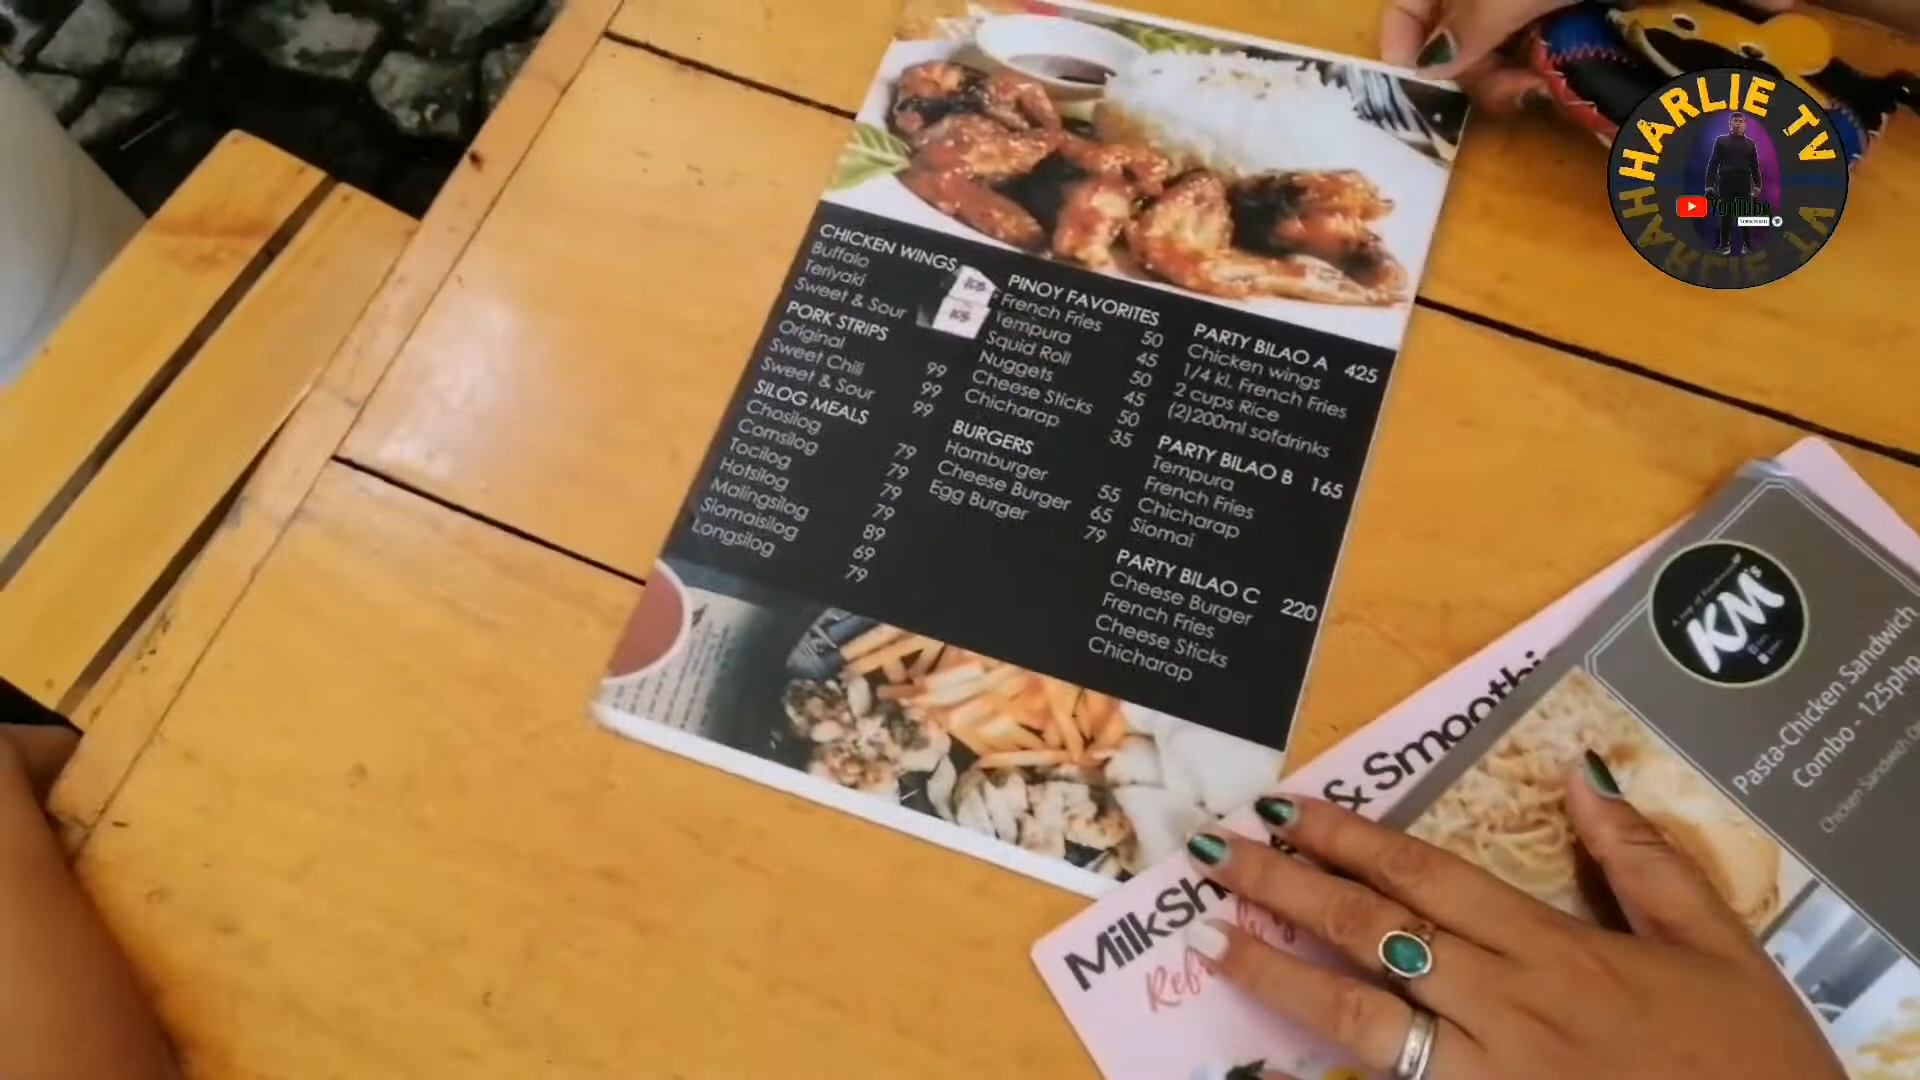 CHICKEN WINGS
Buffalo
Teriyaki
Sweet & Sour
PORK STRIPS
Original 99
Sweet Chili 99
Sweet & Sour 99
SILOG MEALS
Chosilog 79
Cornsilog 79
Tocilog 79
Hotsilog 79
Malingsilog 89
Siomaisilog 69
Longsilog 79
PINOY FAVORITES
French Fries 50
Tempura 45
Squid Roll 50
Nuggets 45
Cheese Sticks 50
Chicharap 35
BURGERS
Hamburger 55
Cheese Burger 65
Egg Burger 79
PARTY BILAO A 425
Chicken wings
1/4 kl. French Fries
2 cups Rice
(2)200ml sofdrinks
PARTY BILAO B 165
Tempura
French Fries
Chicharap
Siomai
PARTY BILAO C 220
Cheese Burger
French Fries
Cheese Sticks
Chicharap
HARLIE TV
YouTube
KM's
Pasta-Chicken Sandwich
Combo - 125php
Chicken Sandwich
&